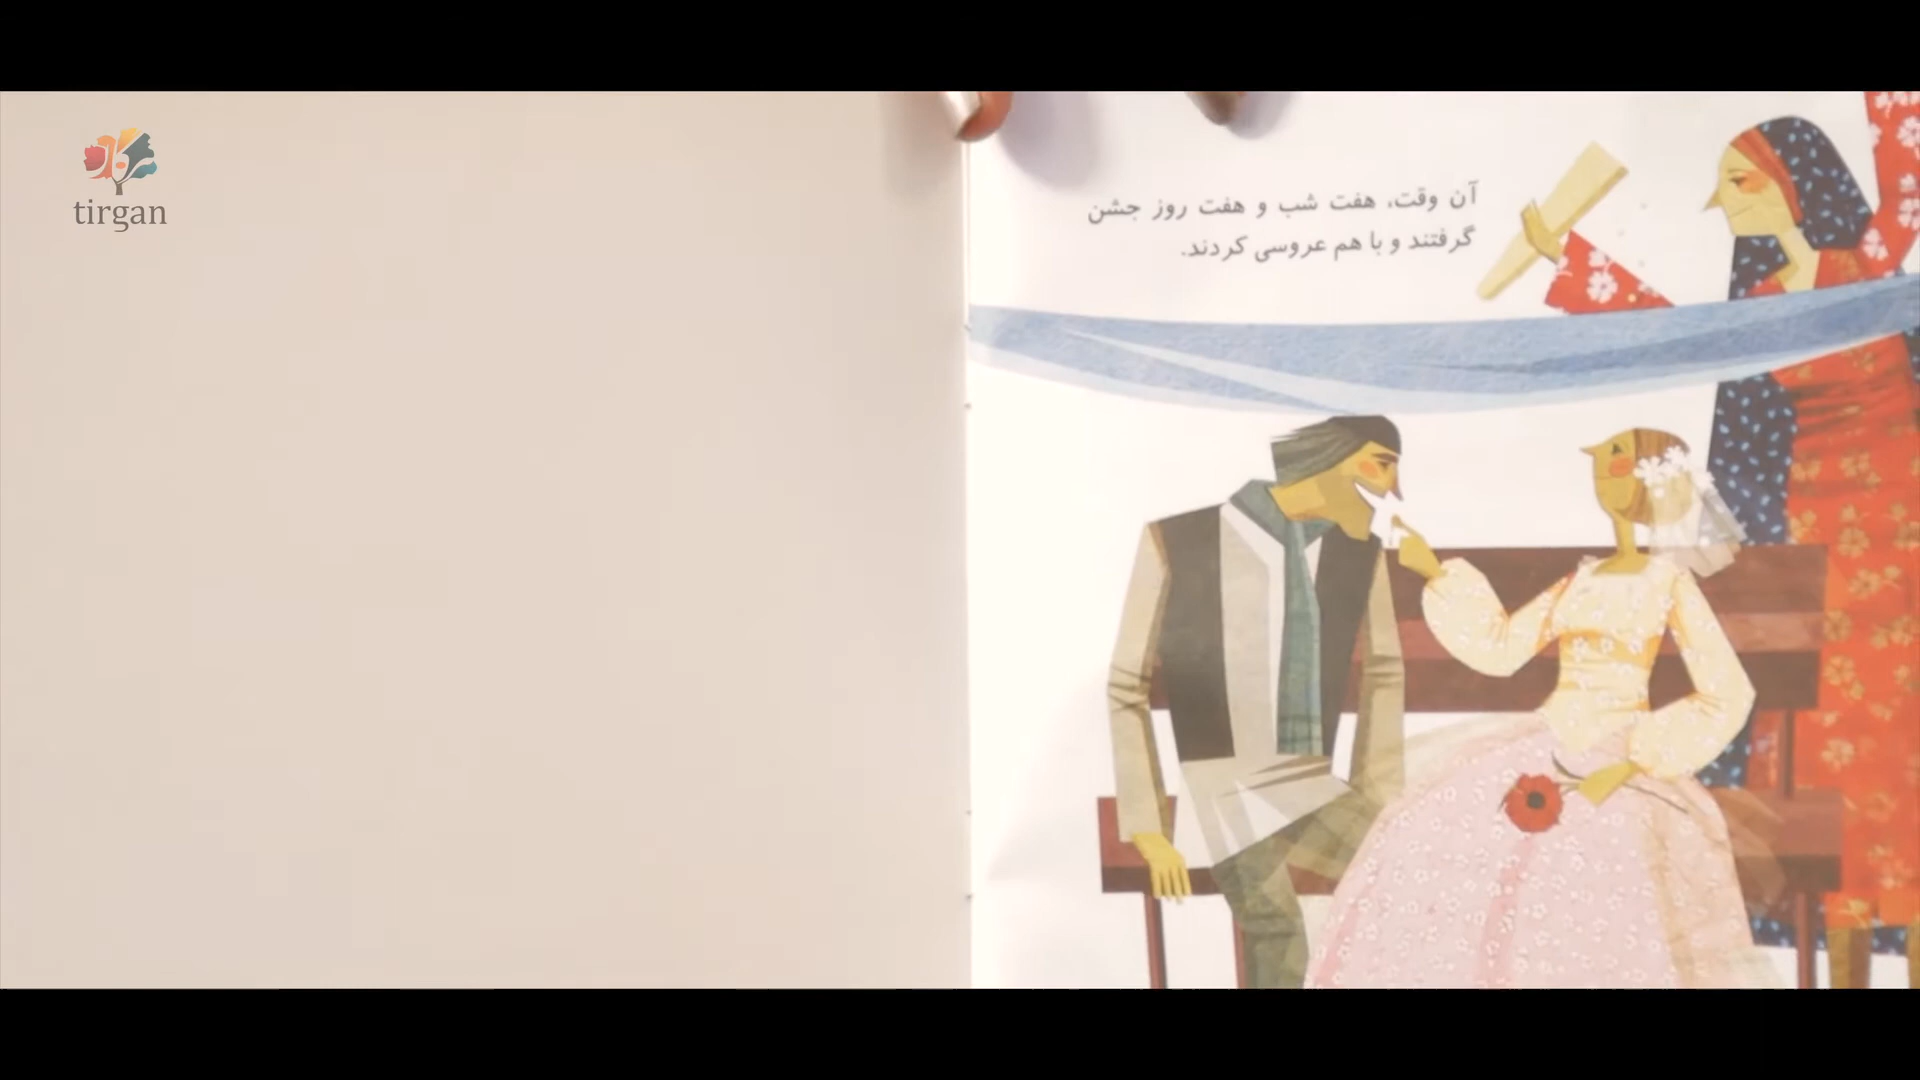 tirgan
آن وقت، هفت شب و هفت روز جشن
گرفتند و با هم عروسی کردند.